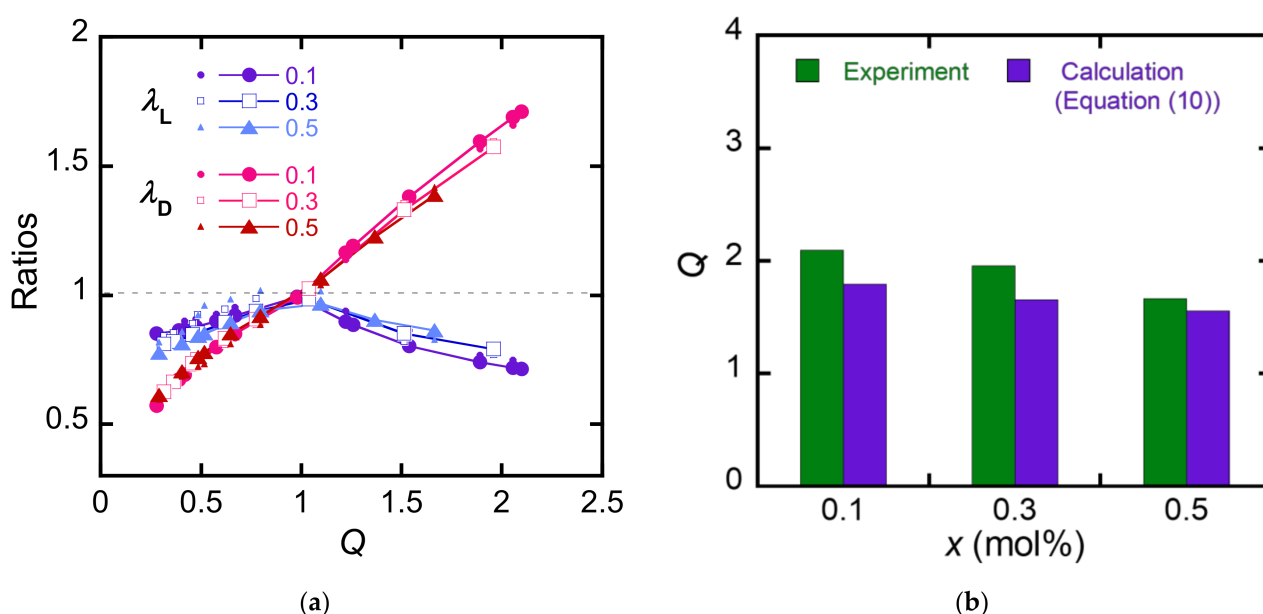 2
1.5
1
0.5
Ratios
0 0.5 1 1.5 2 2.5
Q
λL
0.1
0.3
0.5
λD
0.1
0.3
0.5
(a)
4
3
2
1
0
Q
Experiment
Calculation
(Equation (10))
0.1 0.3 0.5
x (mol%)
(b)